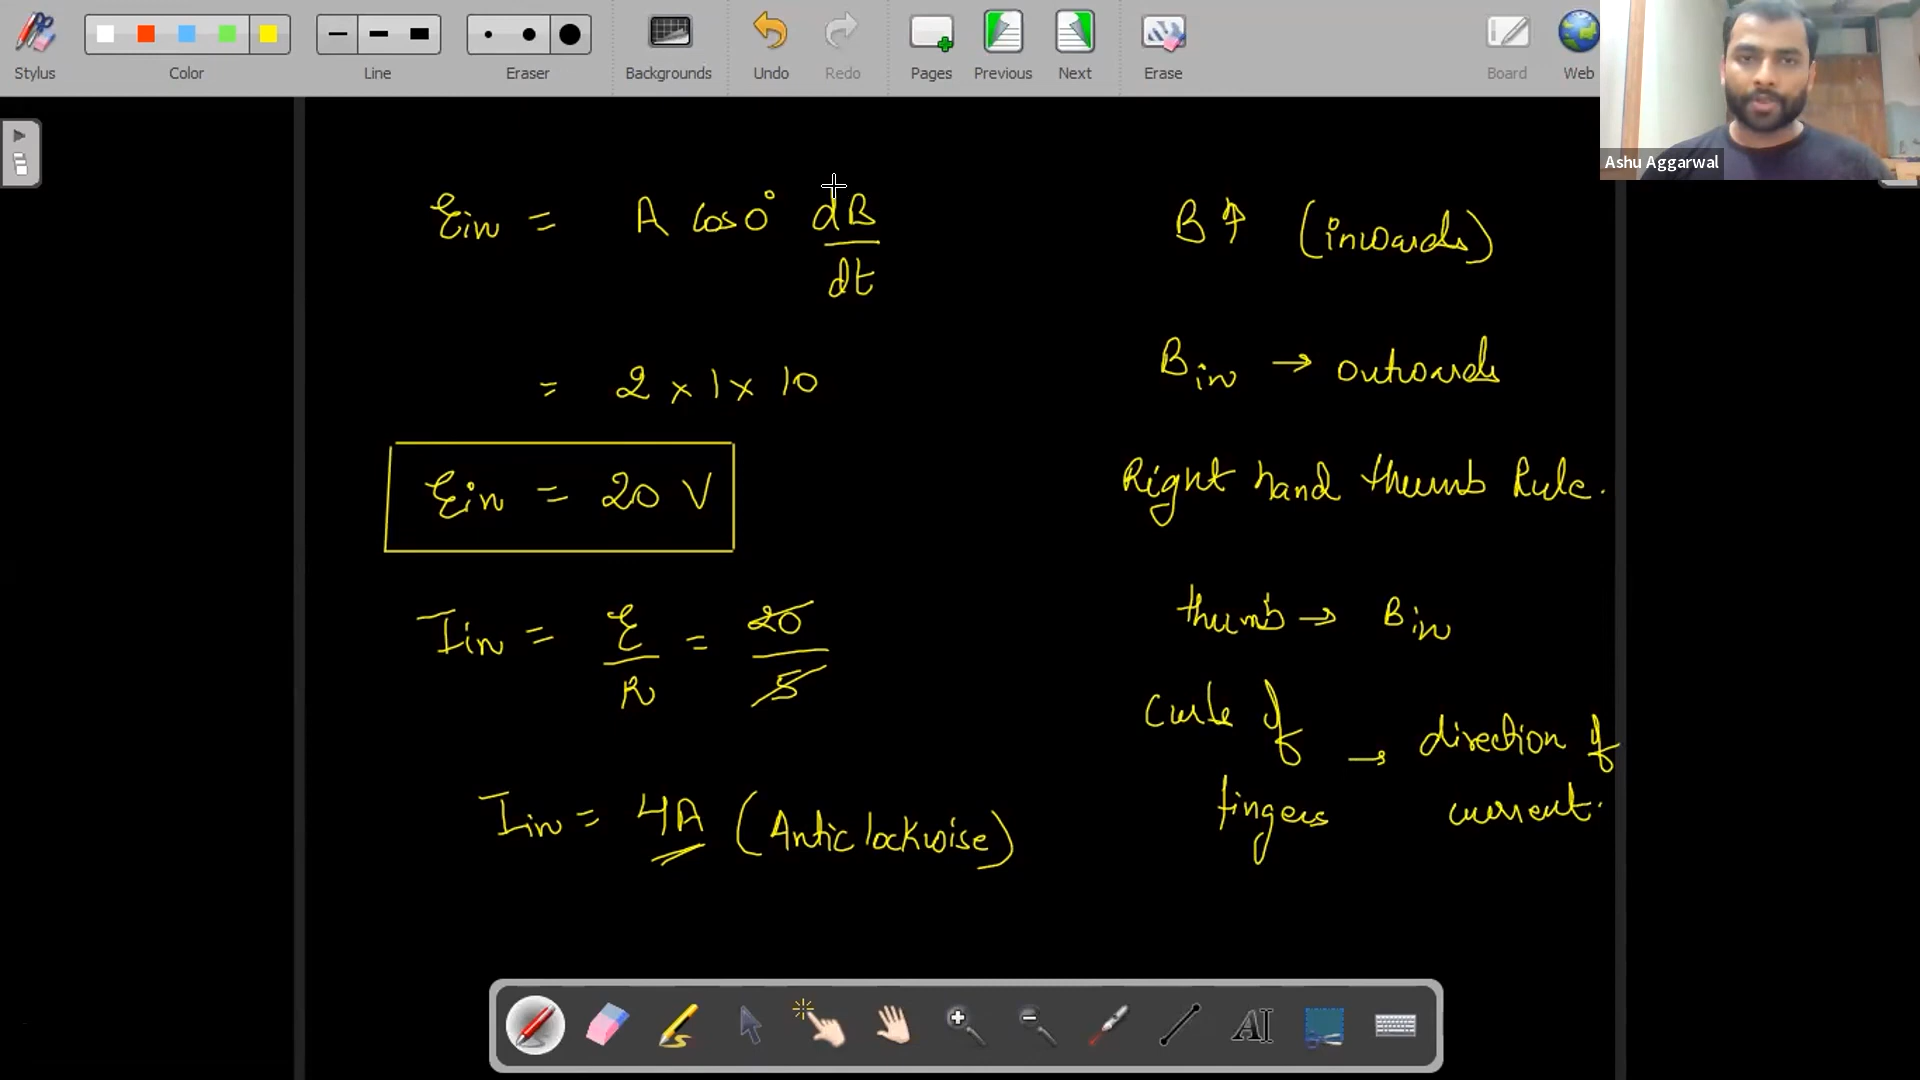 Stylus
Color
Line
Eraser
Backgrounds
Undo
Redo
Pages
Previous
Next
Erase
Board
Web
Ashu Aggarwal
Ɛin = A cos0° dB/dt
= 2 × 1 × 10
Ɛin = 20 V
Iin = Ɛ/R = 20/5
Iin = 4A (Anticlockwise)
B↑ (inwards)
Bin → outwards
Right hand thumb Rule.
thumb → Bin
Curle of fingers → direction of current.
AI